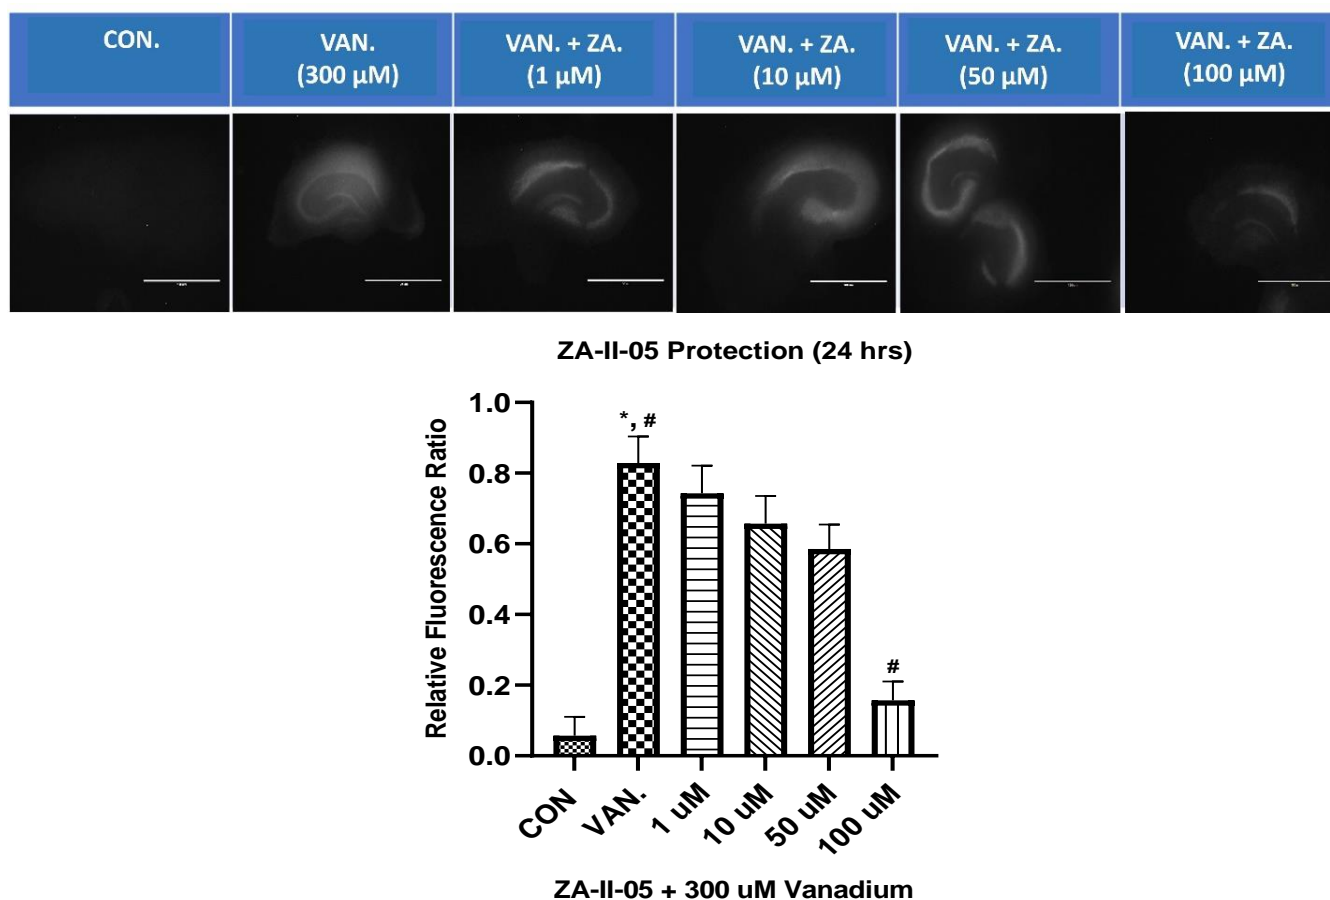 CON.
VAN.
(300 µM)
VAN. + ZA.
(1 µM)
VAN. + ZA.
(10 µM)
VAN. + ZA.
(50 µM)
VAN. + ZA.
(100 µM)
ZA-II-05 Protection (24 hrs)
Relative Fluorescence Ratio
1.0
0.8
0.6
0.4
0.2
0.0
*, #
#
CON
VAN.
1 uM
10 uM
50 uM
100 uM
ZA-II-05 + 300 uM Vanadium